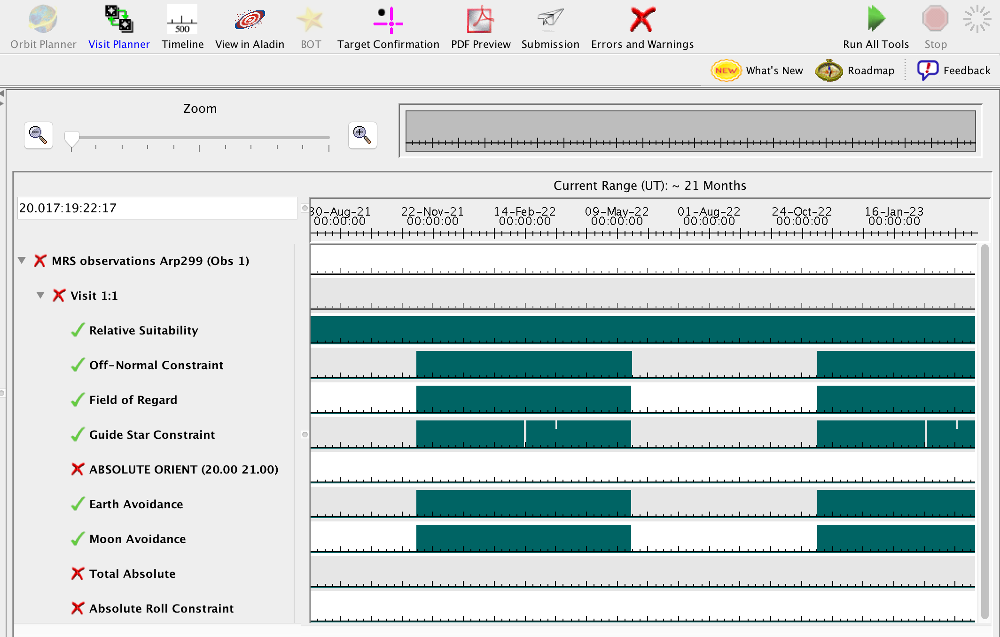 500
Orbit Planner Visit Planner Timeline View in Aladin BOT Target Confirmation PDF Preview Submission Errors and Warnings Run All Tools Stop
NEW What's New Roadmap Feedback
Zoom
Current Range (UT): ~ 21 Months
20.017:19:22:17
30-Aug-21 22-Nov-21 14-Feb-22 09-May-22 01-Aug-22 24-Oct-22 16-Jan-23
00:00:00 00:00:00 00:00:00 00:00:00 00:00:00 00:00:00 00:00:00
MRS observations Arp299 (Obs 1)
Visit 1:1
Relative Suitability
Off-Normal Constraint
Field of Regard
Guide Star Constraint
ABSOLUTE ORIENT (20.00 21.00)
Earth Avoidance
Moon Avoidance
Total Absolute
Absolute Roll Constraint